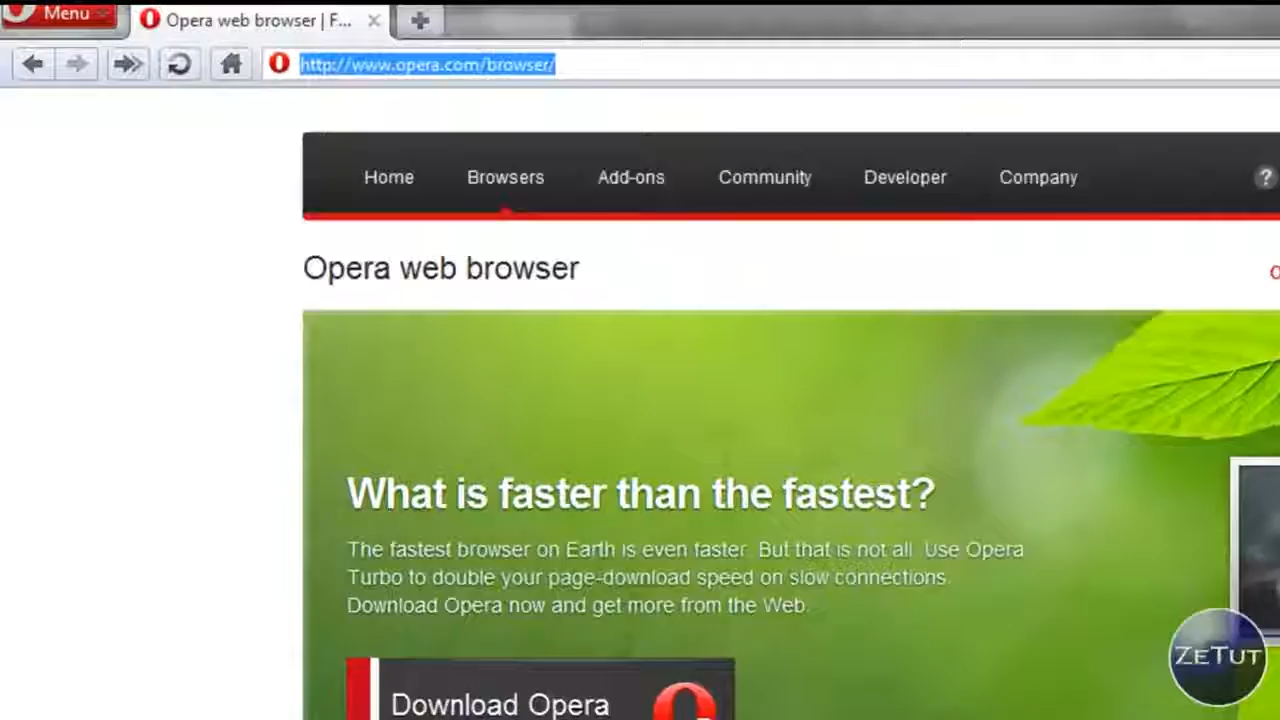 Menu
Opera web browser | F...
http://www.opera.com/browser/
Home Browsers Add-ons Community Developer Company ?
Opera web browser
What is faster than the fastest?
The fastest browser on Earth is even faster. But that is not all. Use Opera
Turbo to double your page-download speed on slow connections.
Download Opera now and get more from the Web.
Download Opera
ZETUT